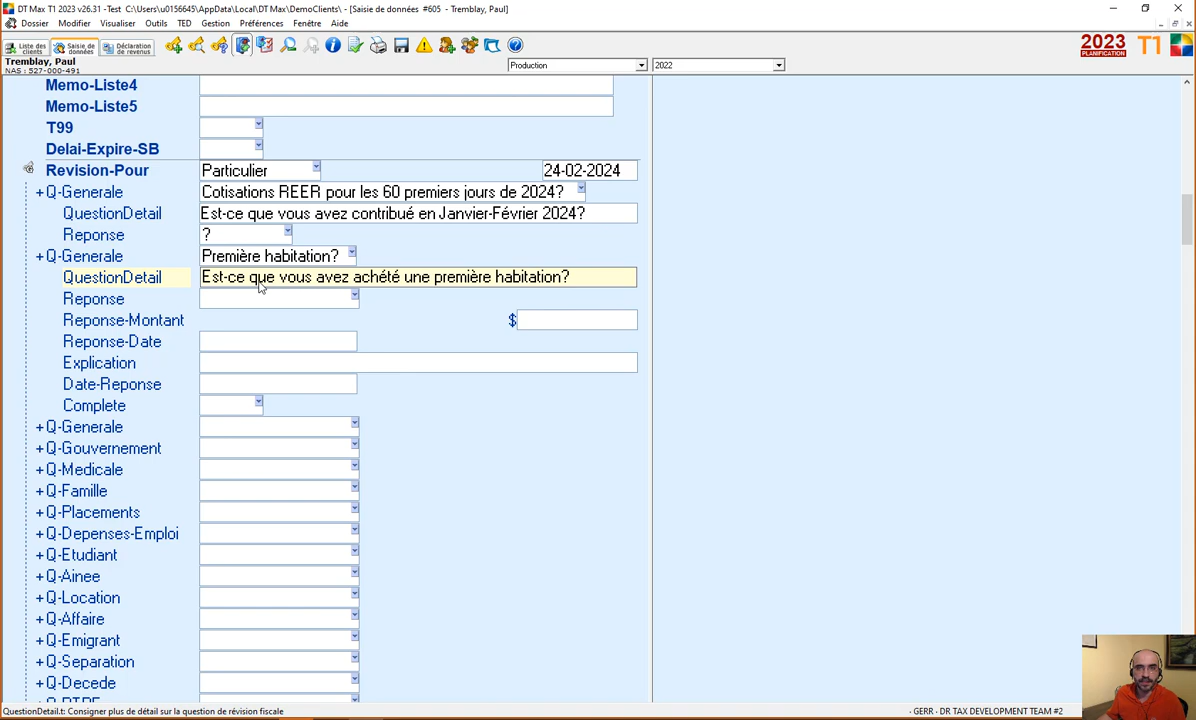 DT Max T1 2023 v26.31 -Test C:\Users\u0156645\AppData\Local\DT Max\DemoClients\ - [Saisie de données #605 - Tremblay, Paul]
Dossier Modifier Visualiser Outils TED Gestion Préférences Fenêtre Aide
Liste des clients Saisie de données Déclaration de revenus
2023 PLANIFICATION T1
Tremblay, Paul
NAS : 527-000-491
Production 2022
Memo-Liste4
Memo-Liste5
T99
Delai-Expire-SB
Revision-Pour Particulier 24-02-2024
+Q-Generale Cotisations REER pour les 60 premiers jours de 2024?
QuestionDetail Est-ce que vous avez contribué en Janvier-Février 2024?
Reponse ?
+Q-Generale Première habitation?
QuestionDetail Est-ce que vous avez achété une première habitation?
Reponse
Reponse-Montant $
Reponse-Date
Explication
Date-Reponse
Complete
+Q-Generale
+Q-Gouvernement
+Q-Medicale
+Q-Famille
+Q-Placements
+Q-Depenses-Emploi
+Q-Etudiant
+Q-Ainee
+Q-Location
+Q-Affaire
+Q-Emigrant
+Q-Separation
+Q-Decede
QuestionDetail.t: Consigner plus de détail sur la question de révision fiscale
- GERR - DR TAX DEVELOPMENT TEAM #2